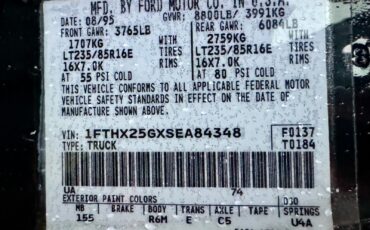 MFD. BY FORD MOTOR CO. IN U.S.A.
DATE: 08/95 GVWR: 8800LB/ 3991KG
FRONT GAWR: 3765LB REAR GAWR: 6084LB
1707KG WITH 2759KG WITH
LT235/85R16E TIRES LT235/85R16E TIRES
16X7.0K RIMS 16X7.0K RIMS
AT 55 PSI COLD AT 80 PSI COLD
THIS VEHICLE CONFORMS TO ALL APPLICABLE FEDERAL MOTOR
VEHICLE SAFETY STANDARDS IN EFFECT ON THE DATE OF
MANUFACTURE SHOWN ABOVE.
VIN: 1FTHX25GXSEA84348 F0137
TYPE: TRUCK T0184
UA 74
EXTERIOR PAINT COLORS DSO
WB BRAKE BODY TRANS AXLE TAPE SPRINGS
155 R6M E C5 U4A